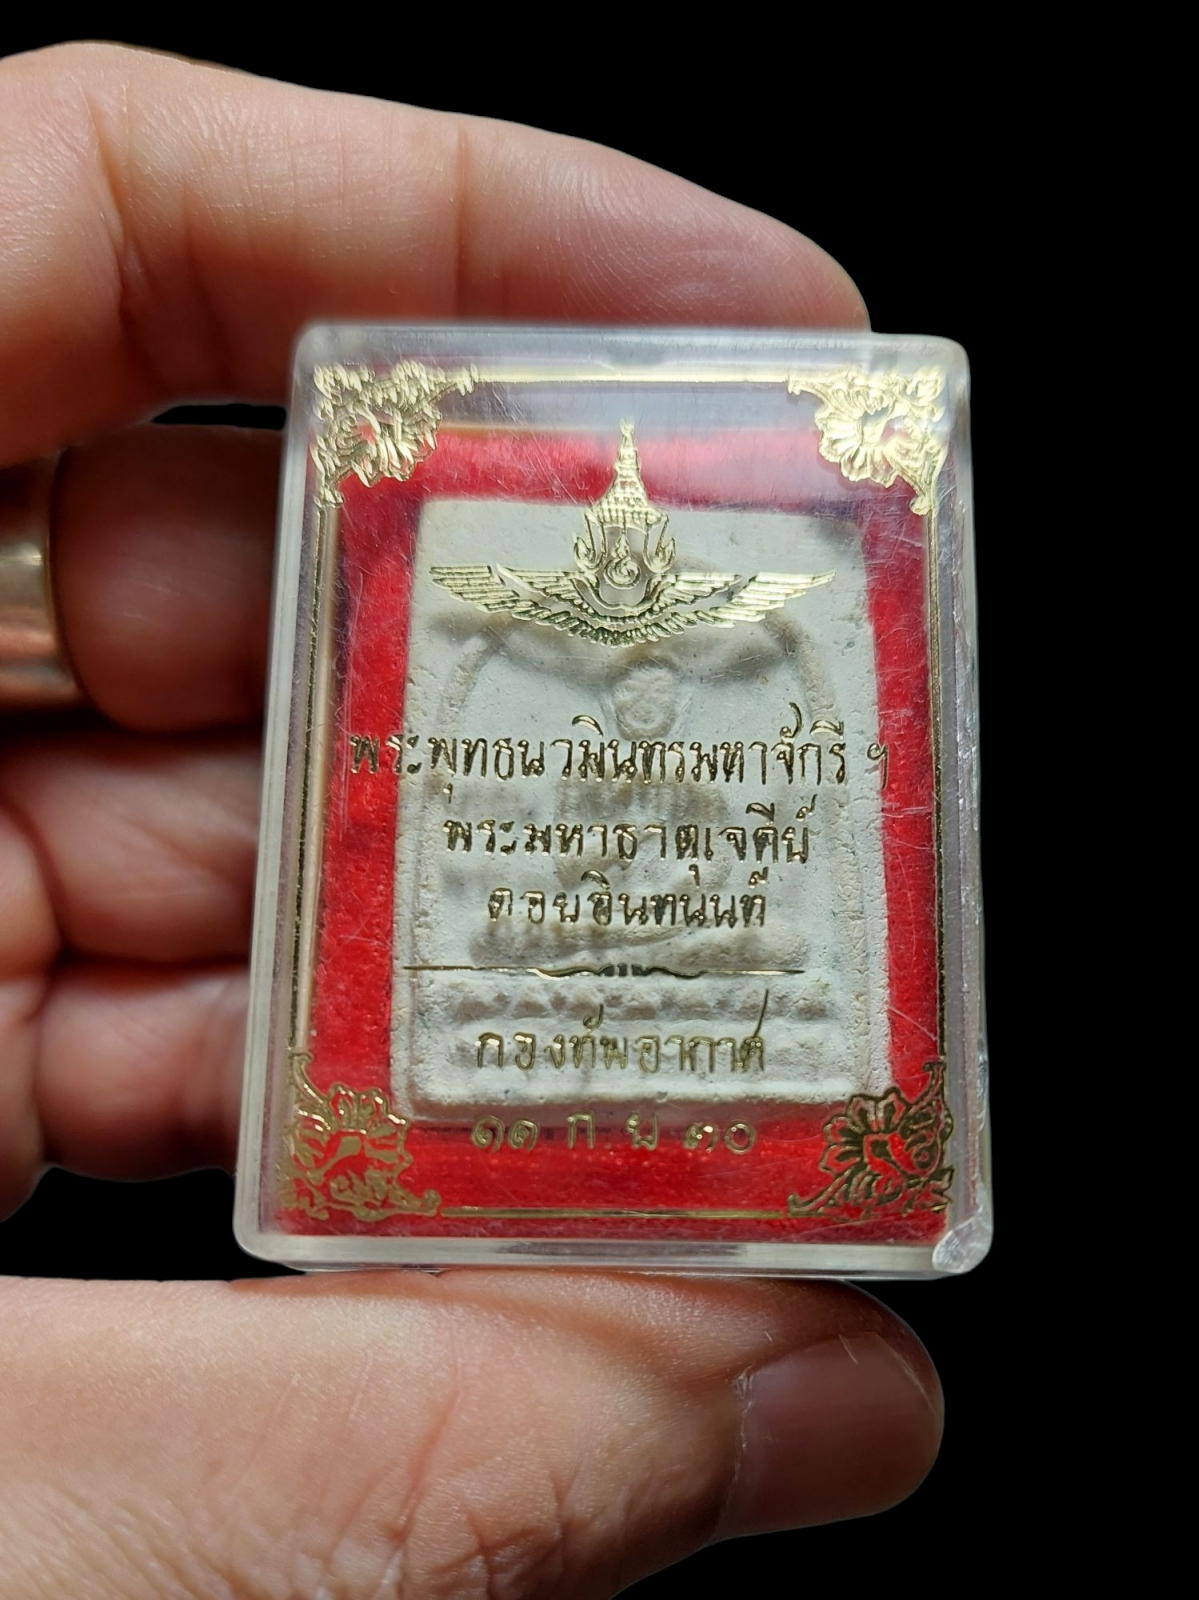 พระพุทธนวมินทรมหาจักรี ฯ
พระมหาธาตุเจดีย์
ดอยอินทนนท์
กองทัพอากาศ
๑๑ ก ย ๓๐